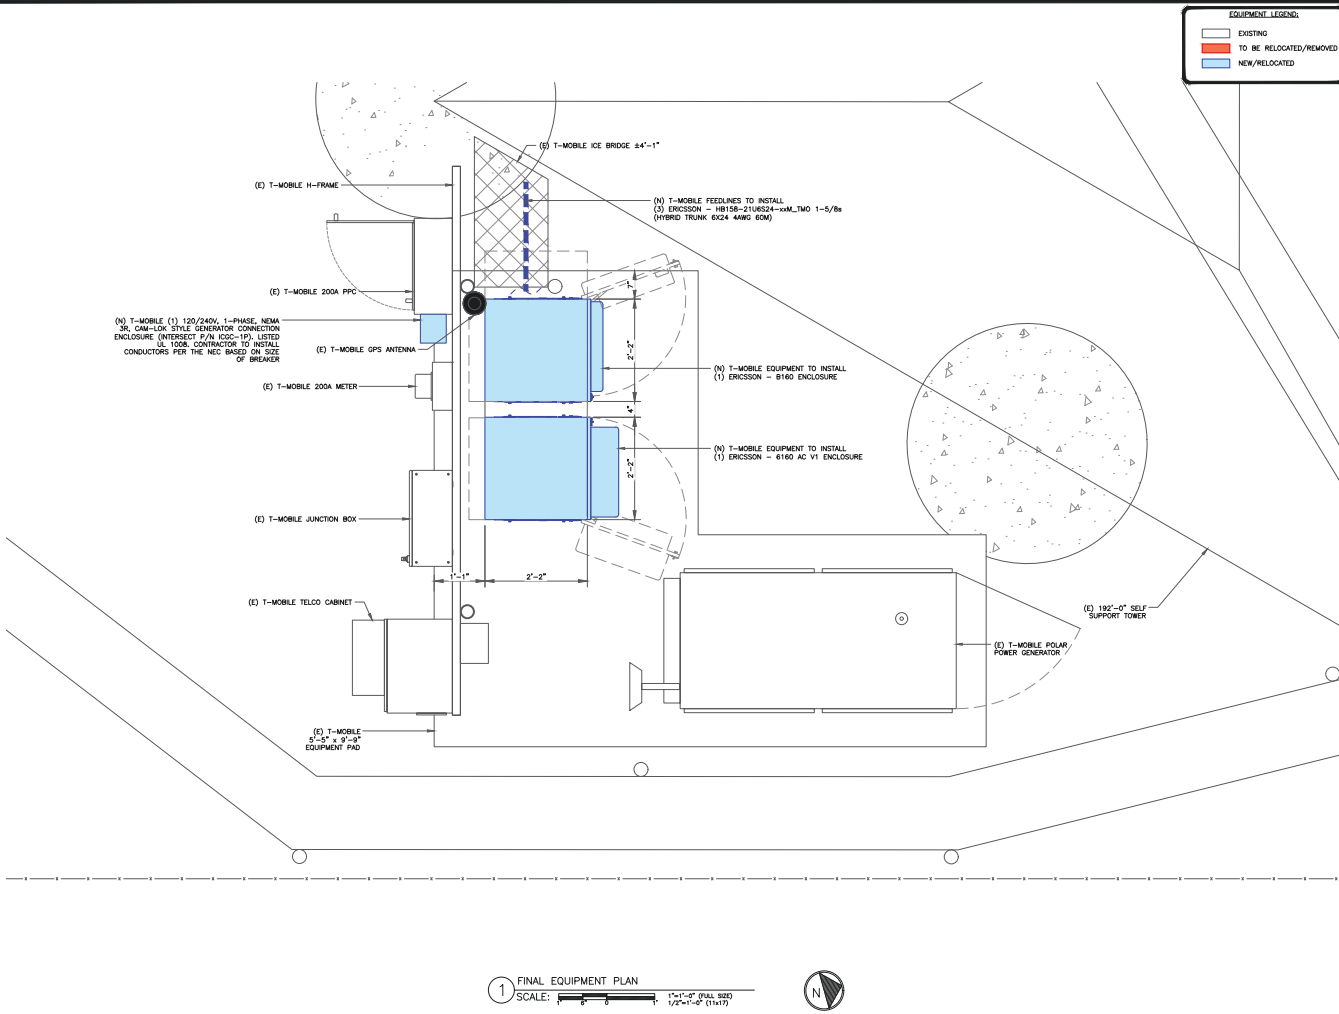 EQUIPMENT LEGEND:
EXISTING
TO BE RELOCATED/REMOVED
NEW/RELOCATED
(E) T-MOBILE ICE BRIDGE ±4'-1"
(E) T-MOBILE H-FRAME
(N) T-MOBILE FEEDLINES TO INSTALL
(3) ERICSSON - HB158-21U6S24-xxM_TMO 1-5/8s
(HYBRID TRUNK 6X24 4AWG 60M)
(E) T-MOBILE 200A PPC
7"
(N) T-MOBILE (1) 120/240V, 1-PHASE, NEMA
3R, CAM-LOK STYLE GENERATOR CONNECTION
ENCLOSURE (INTERSECT P/N ICGC-1P). LISTED
UL 1008. CONTRACTOR TO INSTALL
CONDUCTORS PER THE NEC BASED ON SIZE
OF BREAKER
(E) T-MOBILE GPS ANTENNA
2'-2"
(N) T-MOBILE EQUIPMENT TO INSTALL
(1) ERICSSON - B160 ENCLOSURE
(E) T-MOBILE 200A METER
4"
(N) T-MOBILE EQUIPMENT TO INSTALL
(1) ERICSSON - 6160 AC V1 ENCLOSURE
2'-2"
(E) T-MOBILE JUNCTION BOX
1'-1"
2'-2"
(E) T-MOBILE TELCO CABINET
(E) 192'-0" SELF
SUPPORT TOWER
(E) T-MOBILE POLAR
POWER GENERATOR
(E) T-MOBILE
5'-5" x 9'-9"
EQUIPMENT PAD
1
FINAL EQUIPMENT PLAN
SCALE:
1' 6" 0 1'
1"=1'-0" (FULL SIZE)
1/2"=1'-0" (11x17)
N